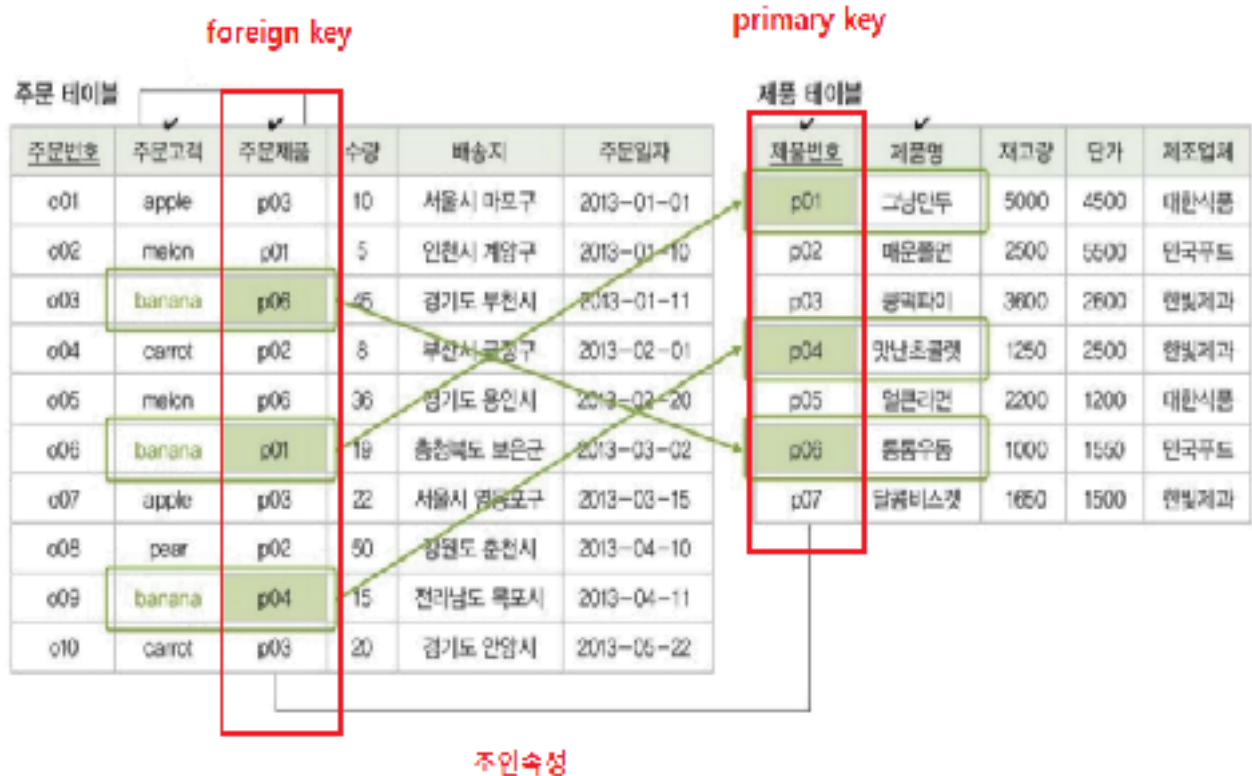 foreign key
primary key
주문 테이블
주문번호 주문고객 주문제품 수량 배송지 주문일자
o01 apple p03 10 서울시 마포구 2013-01-01
o02 melon p01 5 인천시 계양구 2013-01-10
o03 banana p06 45 경기도 부천시 2013-01-11
o04 carrot p02 8 부산시 금정구 2013-02-01
o05 melon p06 36 경기도 용인시 2013-02-20
o06 banana p01 19 충청북도 보은군 2013-03-02
o07 apple p03 22 서울시 영등포구 2013-03-15
o08 pear p02 50 강원도 춘천시 2013-04-10
o09 banana p04 15 전라남도 목포시 2013-04-11
o10 carrot p03 20 경기도 안양시 2013-05-22
제품 테이블
제품번호 제품명 재고량 단가 제조업체
p01 그냥만두 5000 4500 대한식품
p02 매운쫄면 2500 5500 민국푸드
p03 쿵떡파이 3600 2600 한빛제과
p04 맛난초콜렛 1250 2500 한빛제과
p05 얼큰라면 2200 1200 대한식품
p06 통통우동 1000 1550 민국푸드
p07 달콤비스켓 1650 1500 한빛제과
조인속성